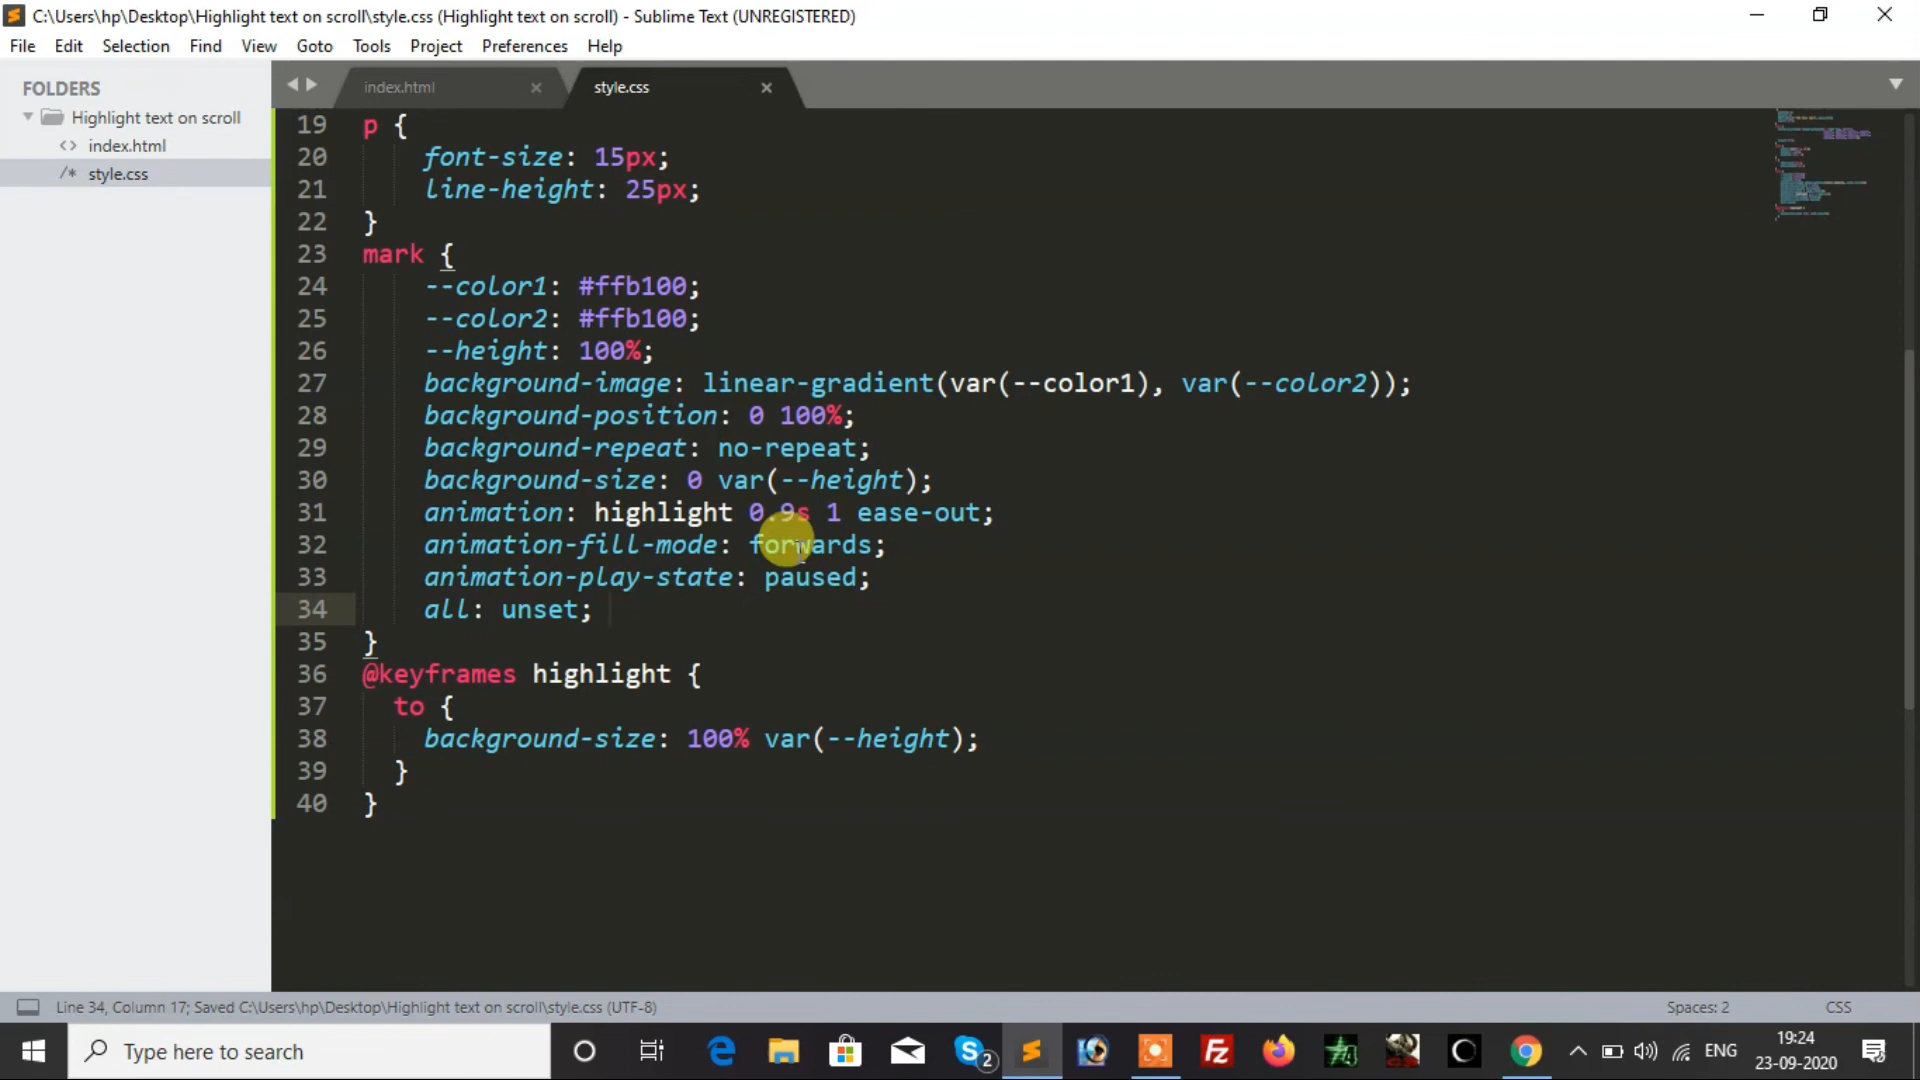 C:\Users\hp\Desktop\Highlight text on scroll\style.css (Highlight text on scroll) - Sublime Text (UNREGISTERED)
File Edit Selection Find View Goto Tools Project Preferences Help
FOLDERS
Highlight text on scroll
<> index.html
/* style.css
index.html
style.css
19 p {
20 font-size: 15px;
21 line-height: 25px;
22 }
23 mark {
24 --color1: #ffb100;
25 --color2: #ffb100;
26 --height: 100%;
27 background-image: linear-gradient(var(--color1), var(--color2));
28 background-position: 0 100%;
29 background-repeat: no-repeat;
30 background-size: 0 var(--height);
31 animation: highlight 0.9s 1 ease-out;
32 animation-fill-mode: forwards;
33 animation-play-state: paused;
34 all: unset;
35 }
36 @keyframes highlight {
37 to {
38 background-size: 100% var(--height);
39 }
40 }
Line 34, Column 17; Saved C:\Users\hp\Desktop\Highlight text on scroll\style.css (UTF-8)
Spaces: 2
CSS
Type here to search
2
ENG
19:24
23-09-2020